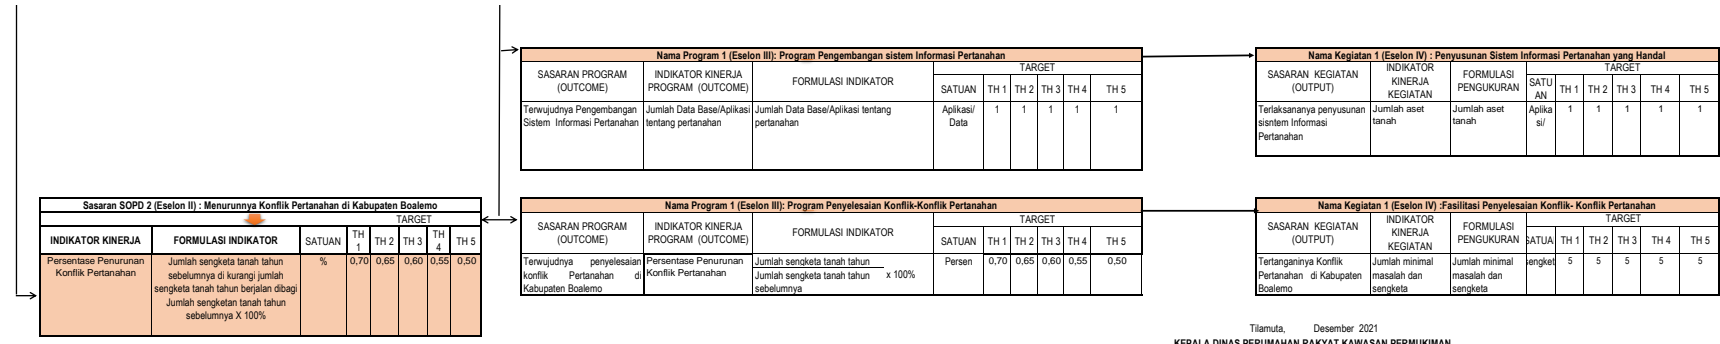 Nama Program 1 (Eselon III): Program Pengembangan sistem Informasi Pertanahan
SASARAN PROGRAM (OUTCOME)
INDIKATOR KINERJA PROGRAM (OUTCOME)
FORMULASI INDIKATOR
TARGET
SATUAN TH 1 TH 2 TH 3 TH 4 TH 5
Terwujudnya Pengembangan
Sistem Informasi Pertanahan
Jumlah Data Base/Aplikasi
tentang pertanahan
Jumlah Data Base/Aplikasi tentang
pertanahan
Aplikasi/
Data
1 1 1 1 1
Nama Kegiatan 1 (Eselon IV) : Penyusunan Sistem Informasi Pertanahan yang Handal
SASARAN KEGIATAN
(OUTPUT)
INDIKATOR
KINERJA
KEGIATAN
FORMULASI
PENGUKURAN
TARGET
SATU
AN
TH 1 TH 2 TH 3 TH 4 TH 5
Terlaksananya penyusunan
sisntem Informasi
Pertanahan
Jumlah aset
tanah
Jumlah aset
tanah
Aplika
si/
1 1 1 1 1
Sasaran SOPD 2 (Eselon II) : Menurunnya Konflik Pertanahan di Kabupaten Boalemo
TARGET
INDIKATOR KINERJA
FORMULASI INDIKATOR
SATUAN
TH
1
TH 2 TH 3
TH
4
TH 5
Persentase Penurunan
Konflik Pertanahan
Jumlah sengketa tanah tahun
sebelumnya di kurangi jumlah
sengketa tanah tahun berjalan dibagi
Jumlah sengketan tanah tahun
sebelumnya X 100%
% 0,70 0,65 0,60 0,55 0,50
Nama Program 1 (Eselon III): Program Penyelesaian Konflik-Konflik Pertanahan
SASARAN PROGRAM
(OUTCOME)
INDIKATOR KINERJA
PROGRAM (OUTCOME)
FORMULASI INDIKATOR
TARGET
SATUAN TH 1 TH 2 TH 3 TH 4 TH 5
Terwujudnya penyelesaian
konflik Pertanahan di
Kabupaten Boalemo
Persentase Penurunan
Konflik Pertanahan
Jumlah sengketa tanah tahun
Jumlah sengketa tanah tahun
sebelumnya
x 100%
Persen 0,70 0,65 0,60 0,55 0,50
Nama Kegiatan 1 (Eselon IV) :Fasilitasi Penyelesaian Konflik- Konflik Pertanahan
SASARAN KEGIATAN
(OUTPUT)
INDIKATOR
KINERJA
KEGIATAN
FORMULASI
PENGUKURAN
TARGET
SATUA TH 1 TH 2 TH 3 TH 4 TH 5
Tertanganinya Konflik
Pertanahan di Kabupaten
Boalemo
Jumlah minimal
masalah dan
sengketa
Jumlah minimal
masalah dan
sengketa
sengket 5 5 5 5 5
Tilamuta, Desember 2021
KEPALA DINAS PERUMAHAN RAKYAT KAWASAN PERMUKIMAN